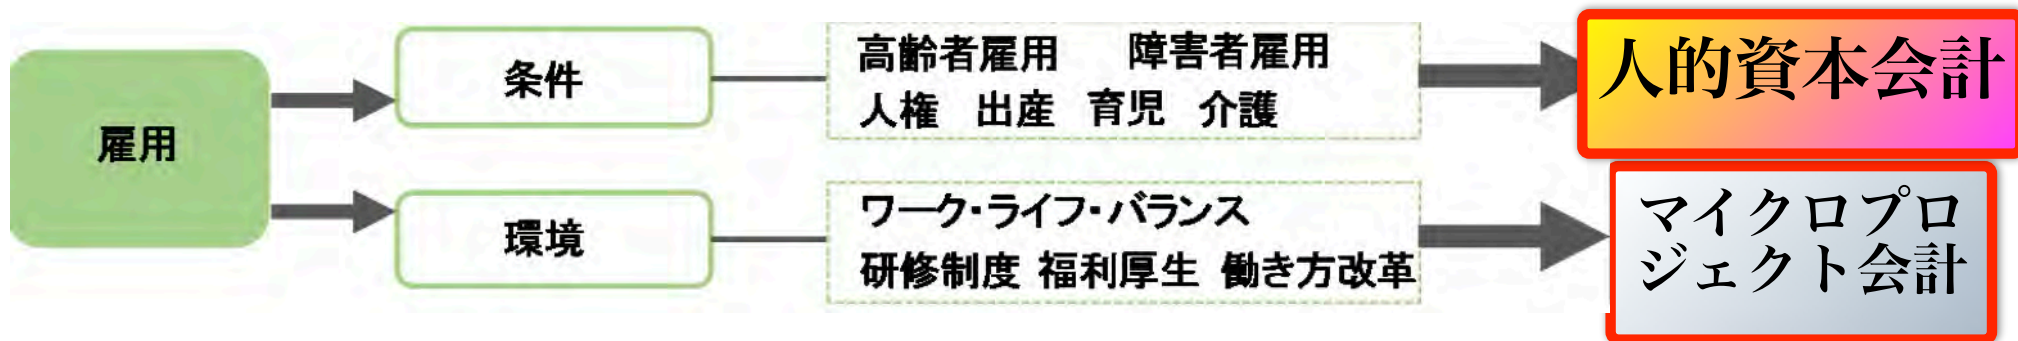 雇用
条件
高齢者雇用 障害者雇用
人権 出産 育児 介護
人的資本会計
環境
ワーク・ライフ・バランス
研修制度 福利厚生 働き方改革
マイクロプロ
ジェクト会計